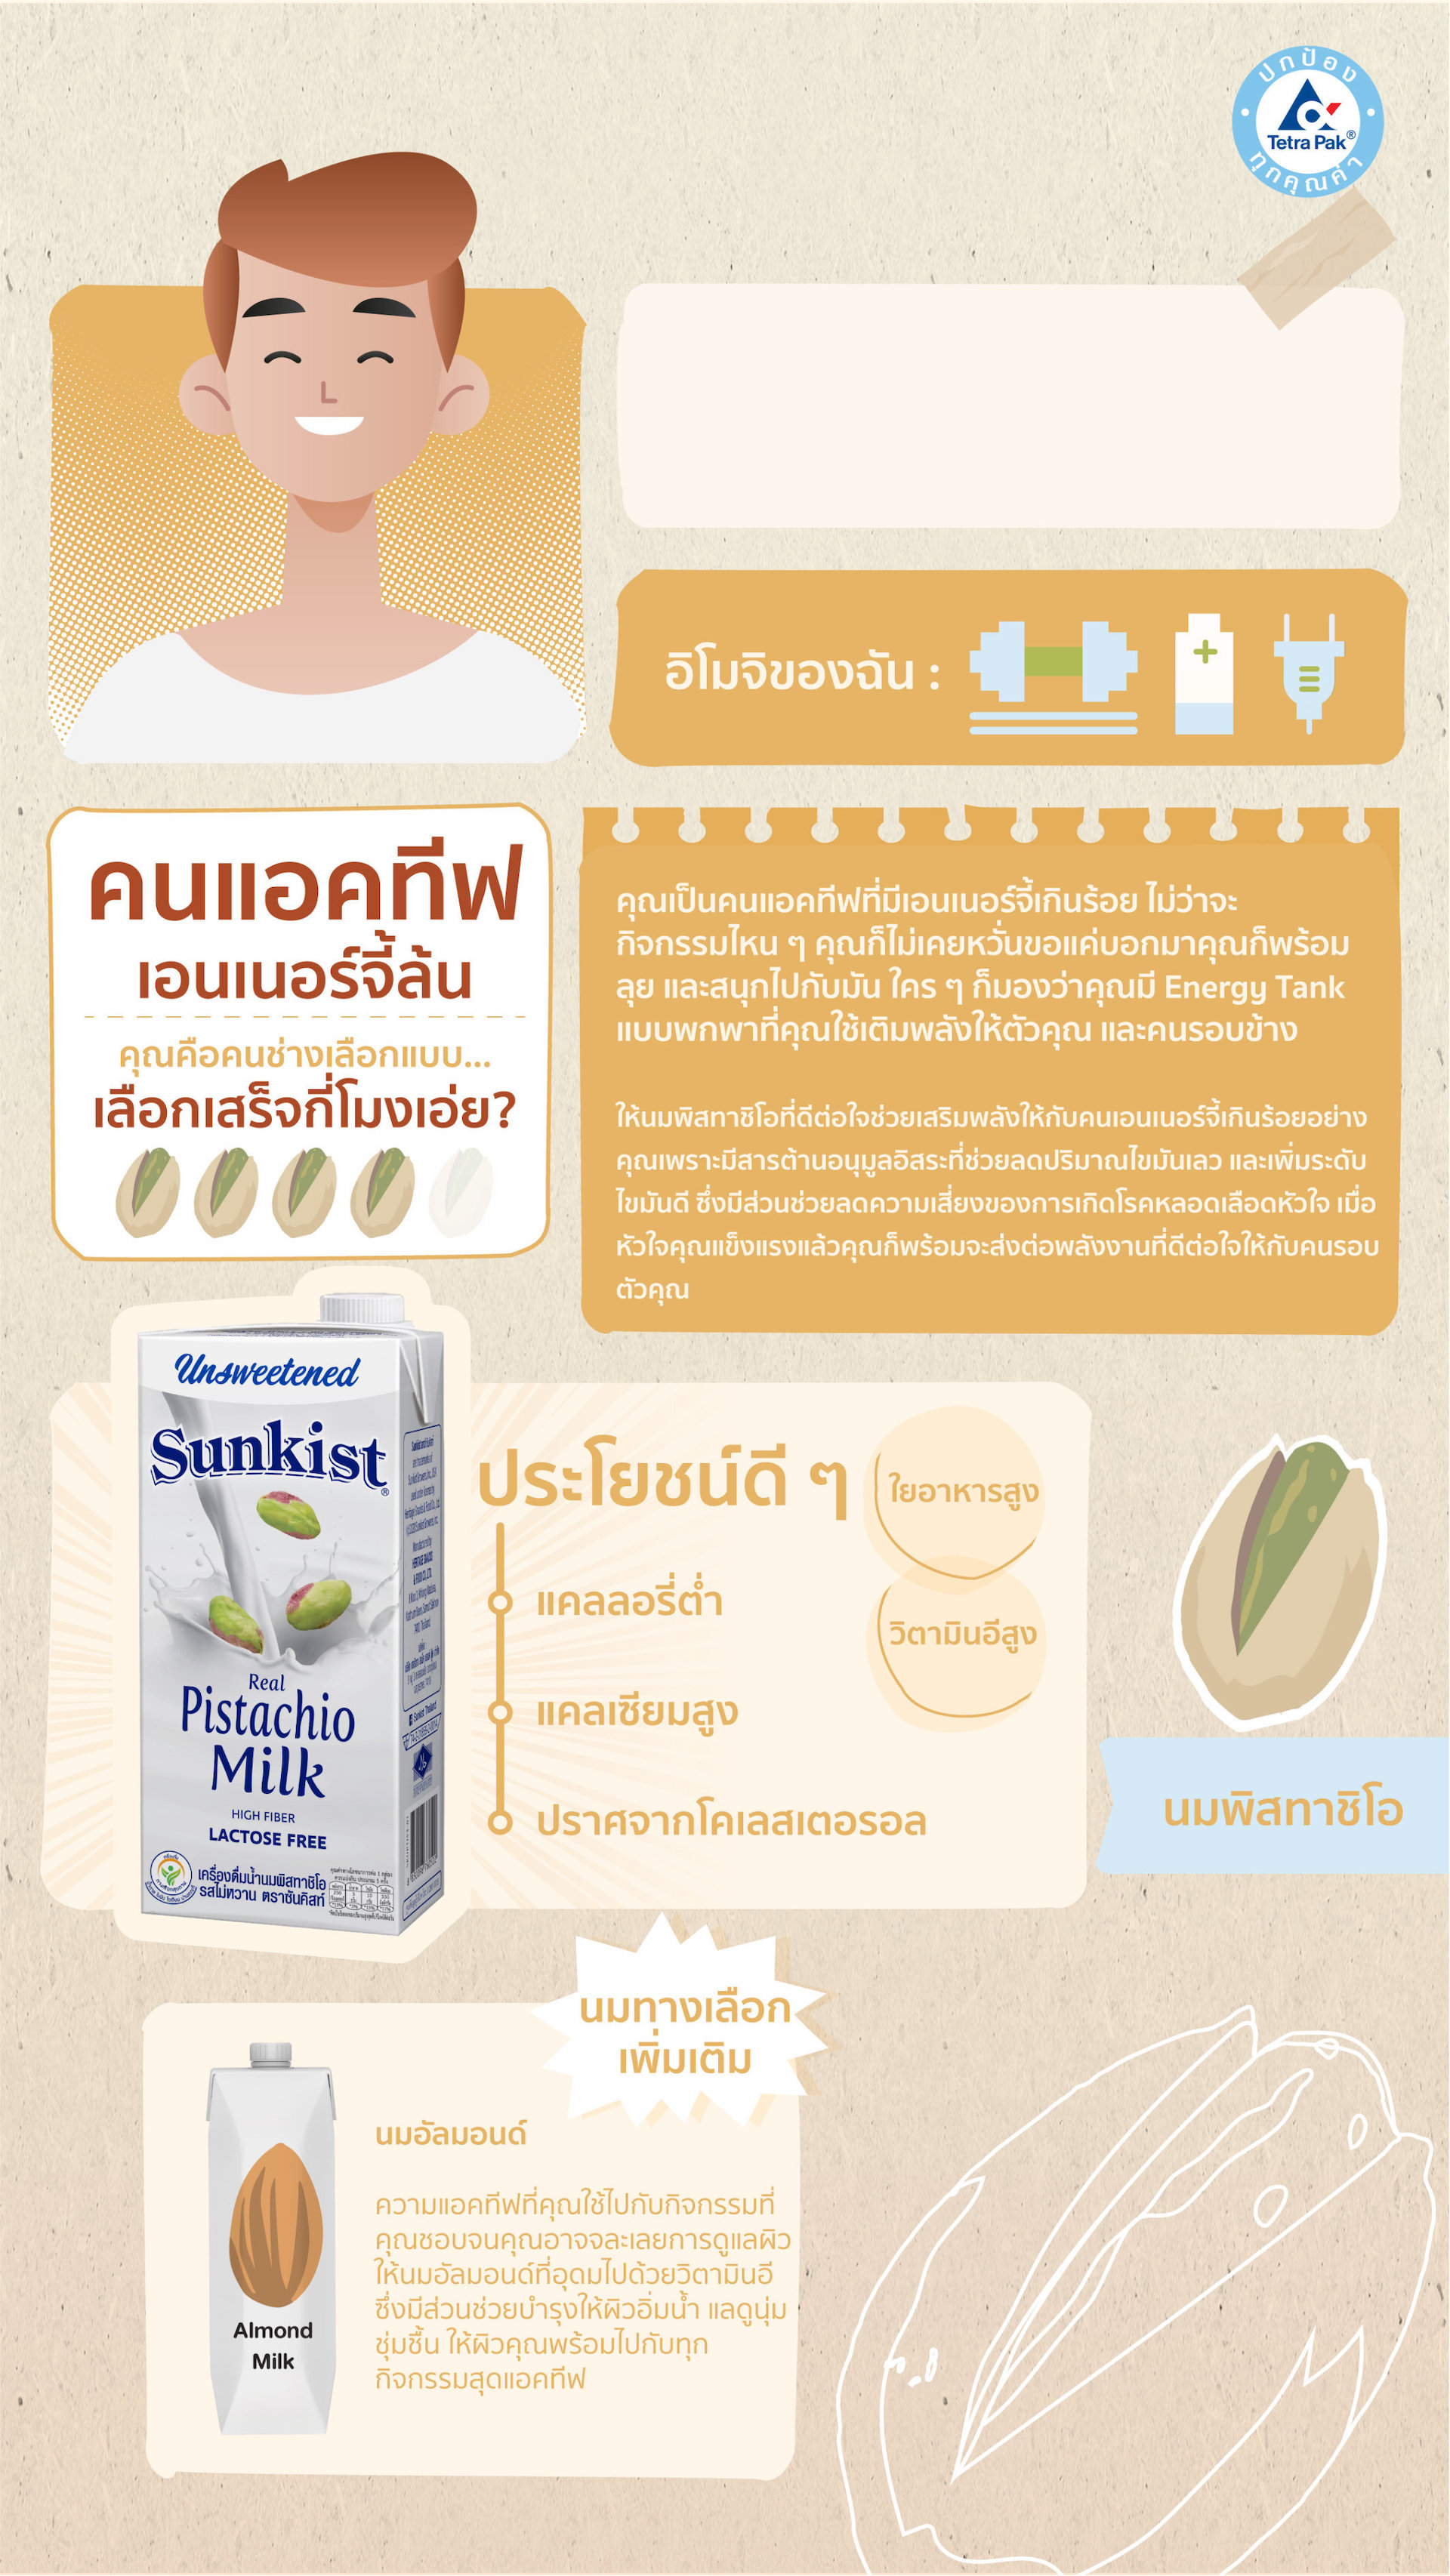 ปกป้อง
Tetra Pak®
ทุกคุณค่า
อิโมจิของฉัน :
คนแอคทีฟ
เอนเนอร์จี้ล้น
คุณคือคนช่างเลือกแบบ...
เลือกเสร็จกี่โมงเอ่ย?
คุณเป็นคนแอคทีฟที่มีเอนเนอร์จี้เกินร้อย ไม่ว่าจะ
กิจกรรมไหน ๆ คุณก็ไม่เคยหวั่นขอแค่บอกมาคุณก็พร้อม
ลุย และสนุกไปกับมัน ใคร ๆ ก็มองว่าคุณมี Energy Tank
แบบพกพาที่คุณใช้เติมพลังให้ตัวคุณ และคนรอบข้าง
ให้นมพิสทาชิโอที่ดีต่อใจช่วยเสริมพลังให้กับคนเอนเนอร์จี้เกินร้อยอย่าง
คุณเพราะมีสารต้านอนุมูลอิสระที่ช่วยลดปริมาณไขมันเลว และเพิ่มระดับ
ไขมันดี ซึ่งมีส่วนช่วยลดความเสี่ยงของการเกิดโรคหลอดเลือดหัวใจ เมื่อ
หัวใจคุณแข็งแรงแล้วคุณก็พร้อมจะส่งต่อพลังงานที่ดีต่อใจให้กับคนรอบ
ตัวคุณ
Unsweetened
Sunkist®
Real
Pistachio
Milk
HIGH FIBER
LACTOSE FREE
เครื่องดื่มน้ำนมพิสทาชิโอ
รสไม่หวาน ตราซันคิสท์
ประโยชน์ดี ๆ
ใยอาหารสูง
แคลลอรี่ต่ำ
วิตามินอีสูง
แคลเซียมสูง
ปราศจากโคเลสเตอรอล
นมพิสทาชิโอ
นมทางเลือก
เพิ่มเติม
นมอัลมอนด์
ความแอคทีฟที่คุณใช้ไปกับกิจกรรมที่
คุณชอบจนคุณอาจจละเลยการดูแลผิว
ให้นมอัลมอนด์ที่อุดมไปด้วยวิตามินอี
ซึ่งมีส่วนช่วยบำรุงให้ผิวอิ่มน้ำ แลดูนุ่ม
ชุ่มชื้น ให้ผิวคุณพร้อมไปกับทุก
กิจกรรมสุดแอคทีฟ
Almond
Milk